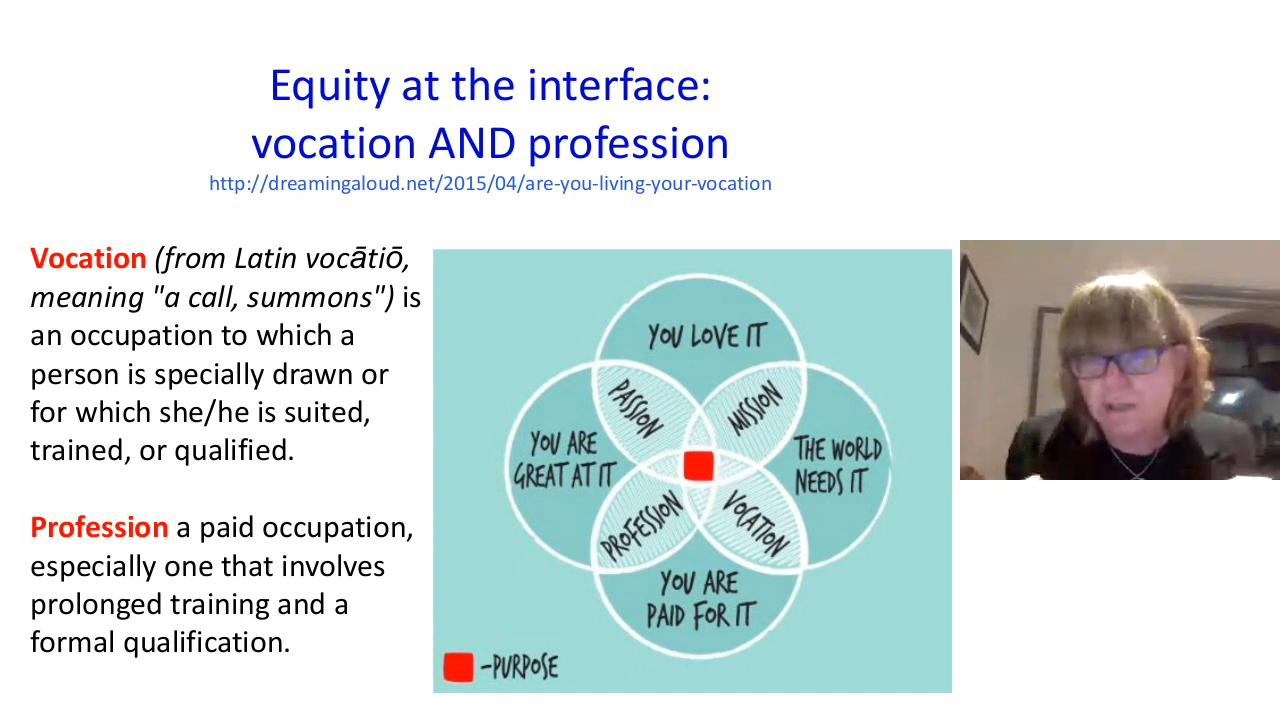 Equity at the interface:
vocation AND profession
http://dreamingaloud.net/2015/04/are-you-living-your-vocation
Vocation (from Latin vocātiō,
meaning "a call, summons") is
an occupation to which a
person is specially drawn or
for which she/he is suited,
trained, or qualified.
Profession a paid occupation,
especially one that involves
prolonged training and a
formal qualification.
YOU LOVE IT
PASSION
MISSION
YOU ARE
GREAT AT IT
THE WORLD
NEEDS IT
PROFESSION
VOCATION
YOU ARE
PAID FOR IT
-PURPOSE